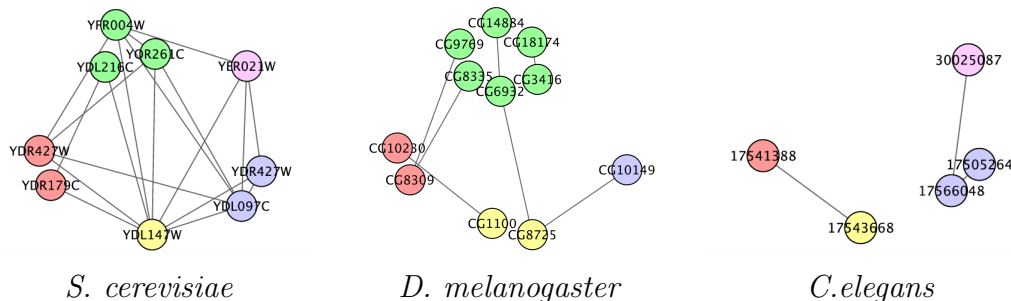 YFR004W
YOR261C
YDL216C
YER021W
YDR427W
YDR179C
YDR427W
YDL097C
YDL147W
S. cerevisiae
CG14884
CG9769
CG18174
CG8335
CG3416
CG6932
CG10230
CG8309
CG10149
CG1100
CG8725
D. melanogaster
30025087
17541388
17505264
17566048
17543668
C.elegans